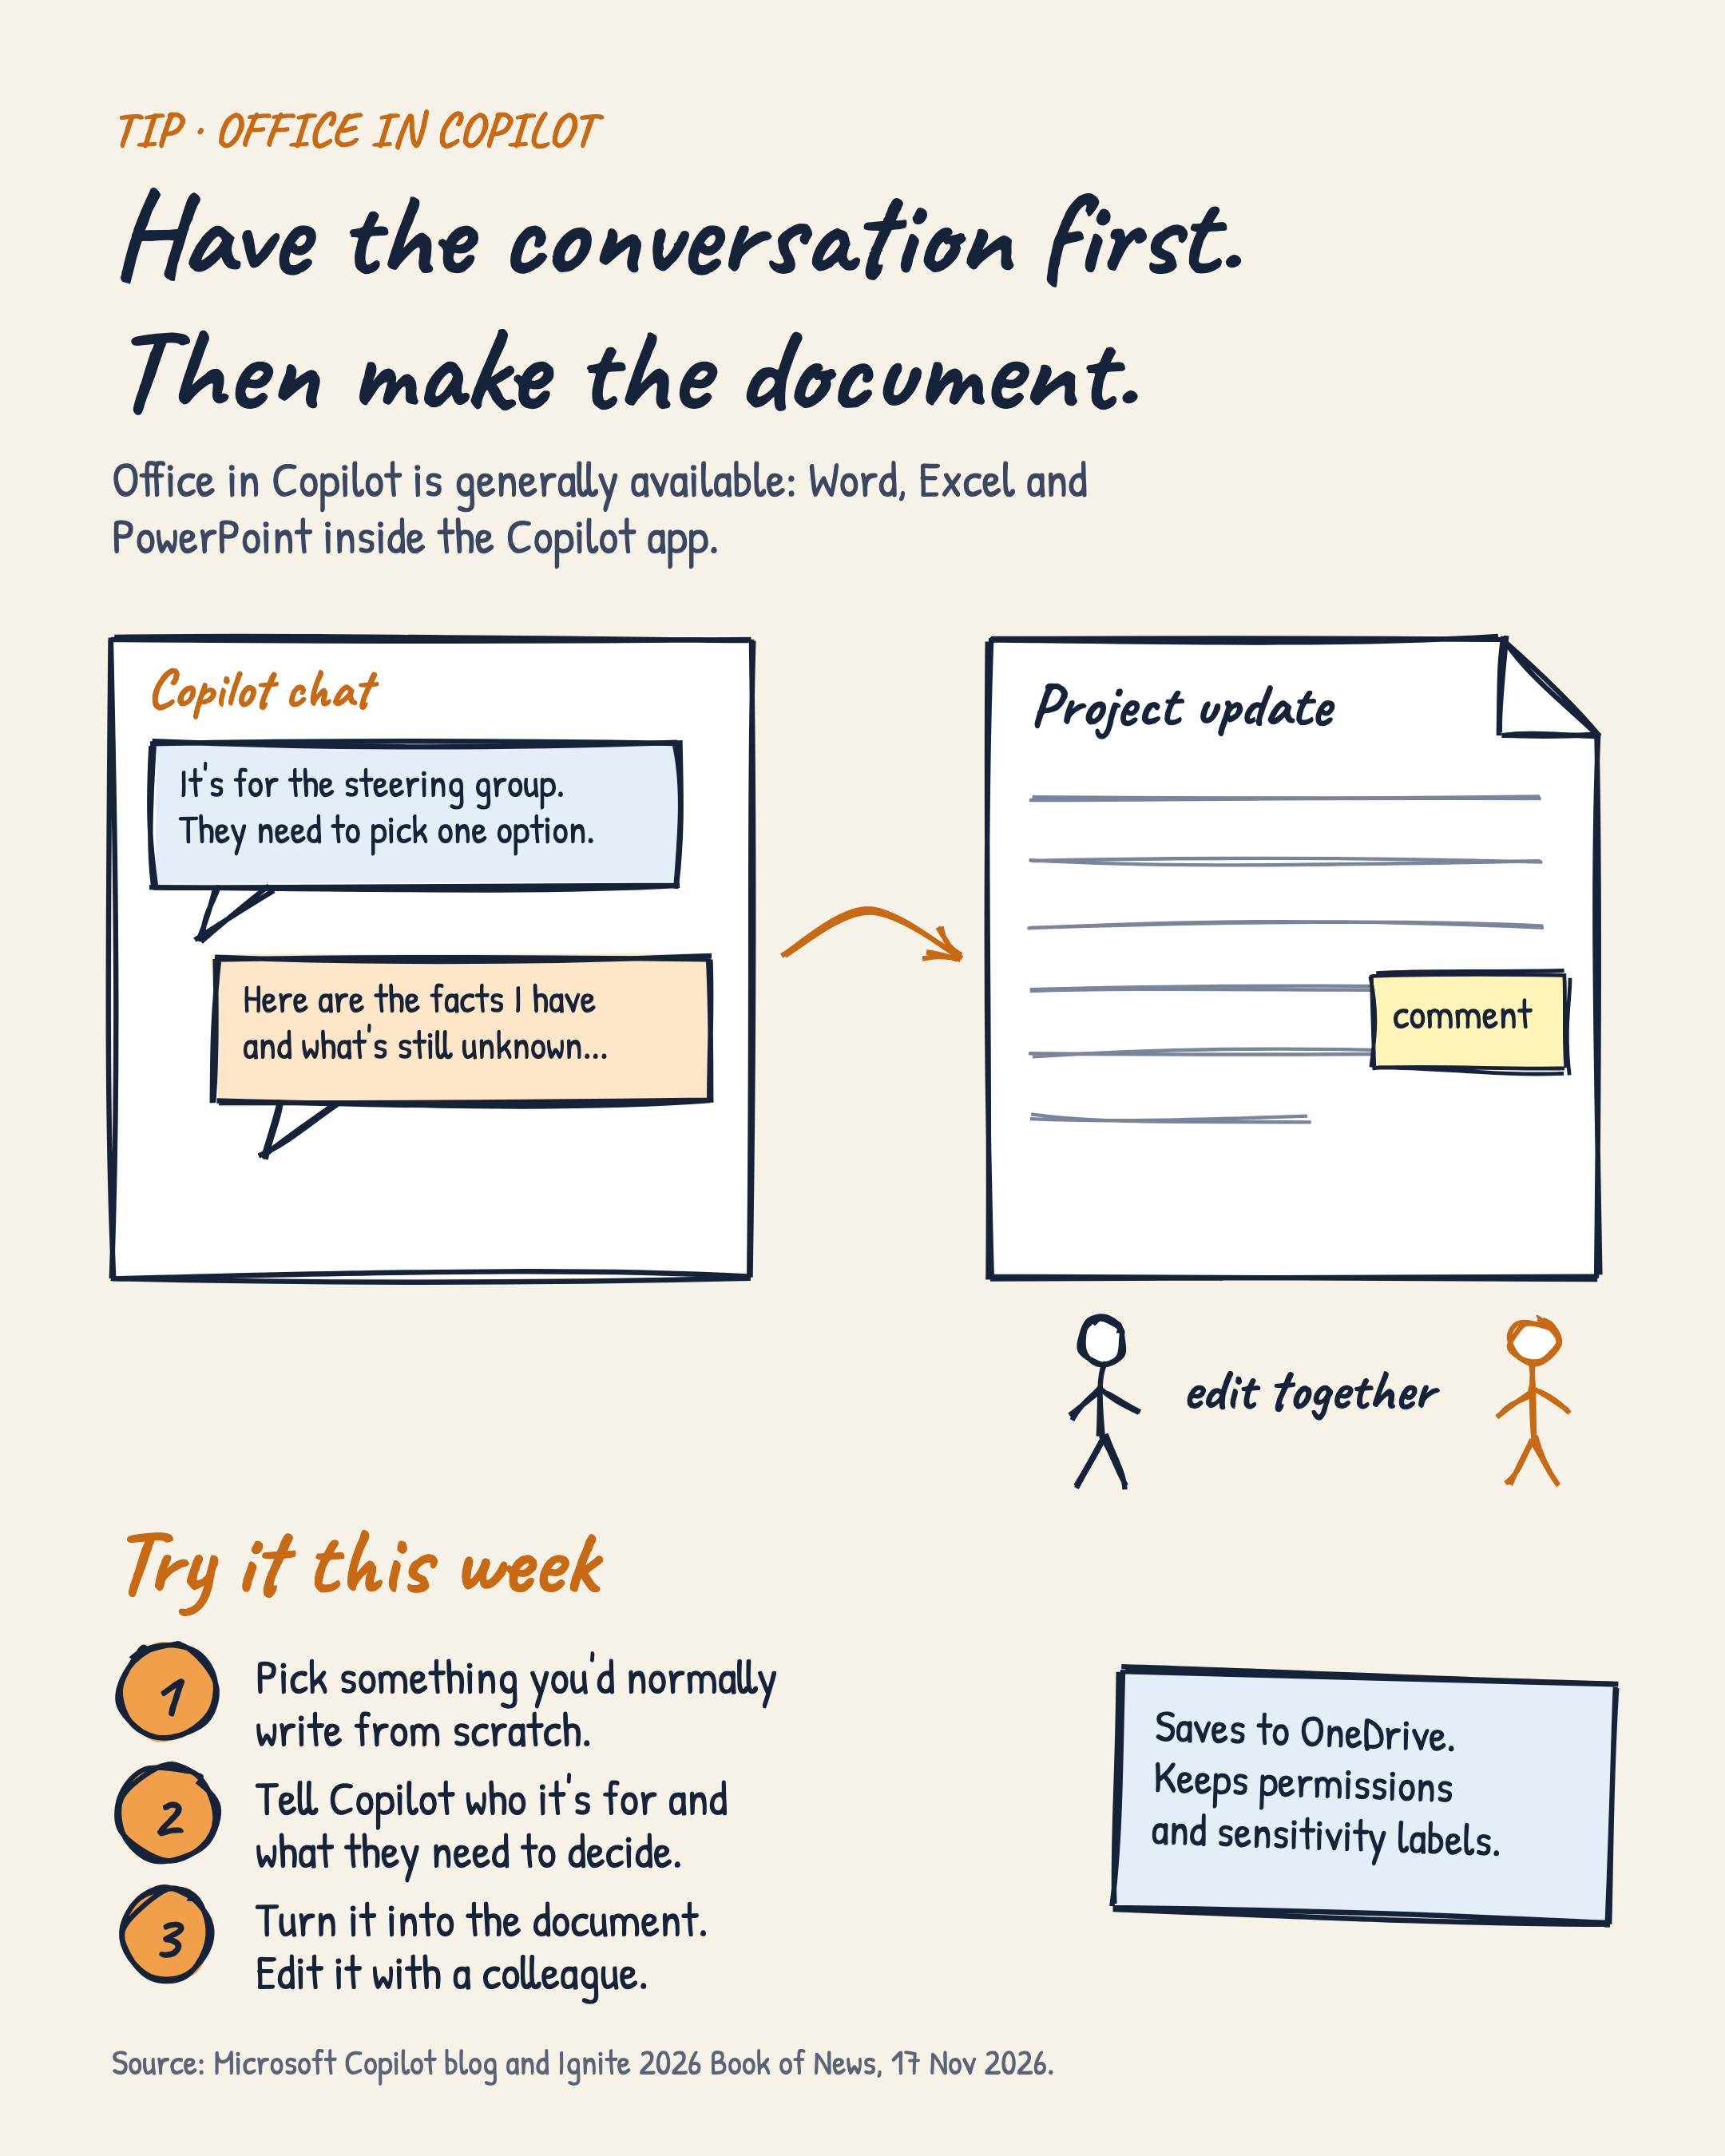 TIP · OFFICE IN COPILOT
Have the conversation first.
Then make the document.
Office in Copilot is generally available: Word, Excel and
PowerPoint inside the Copilot app.
Copilot chat
It's for the steering group.
They need to pick one option.
Here are the facts I have
and what's still unknown...
Project update
comment
edit together
Try it this week
1
Pick something you'd normally
write from scratch.
2
Tell Copilot who it's for and
what they need to decide.
3
Turn it into the document.
Edit it with a colleague.
Saves to OneDrive.
Keeps permissions
and sensitivity labels.
Source: Microsoft Copilot blog and Ignite 2026 Book of News, 17 Nov 2026.